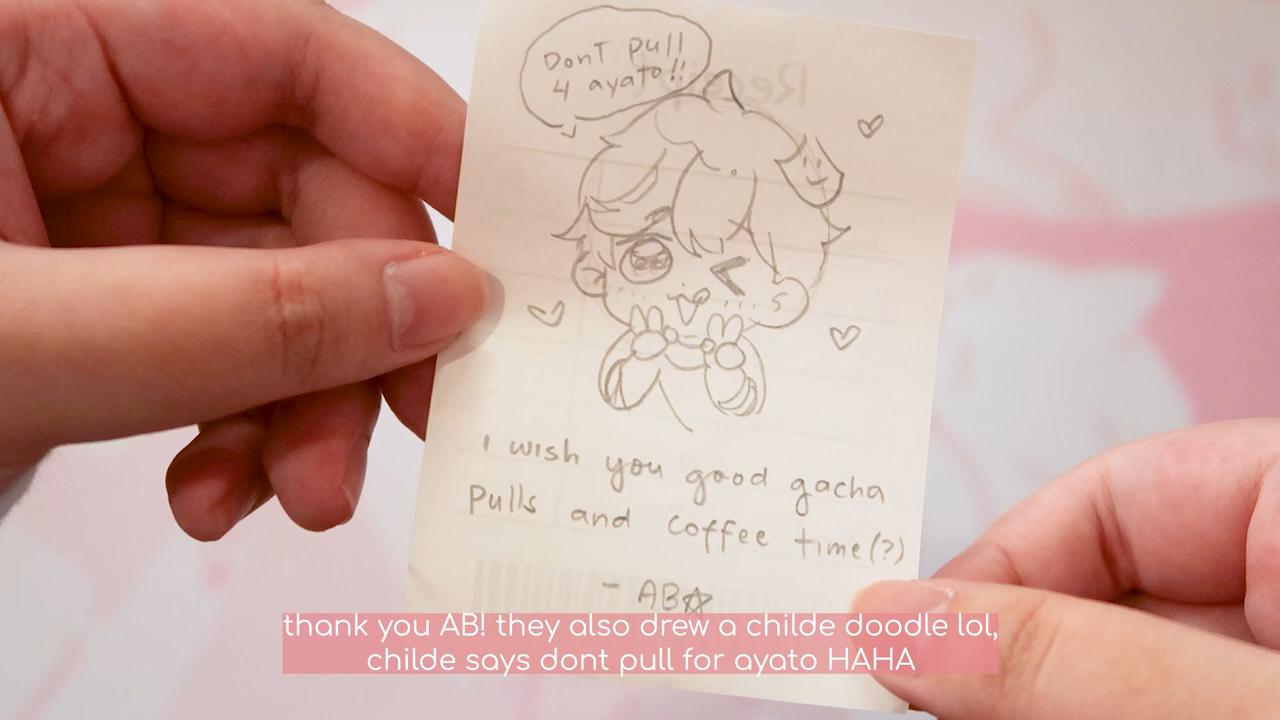 Dont pull
4 ayato!!
I wish you good gacha
Pulls and coffee time(?)
- AB☆
thank you AB! they also drew a childe doodle lol,
childe says dont pull for ayato HAHA